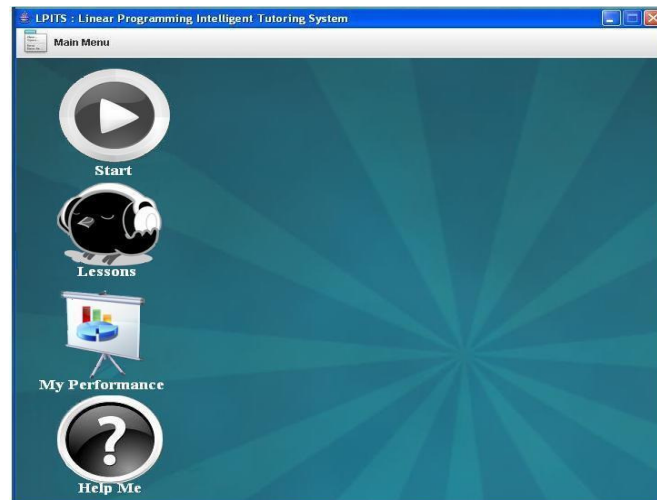 LPITS : Linear Programming Intelligent Tutoring System
Main Menu
Start
Lessons
My Performance
Help Me